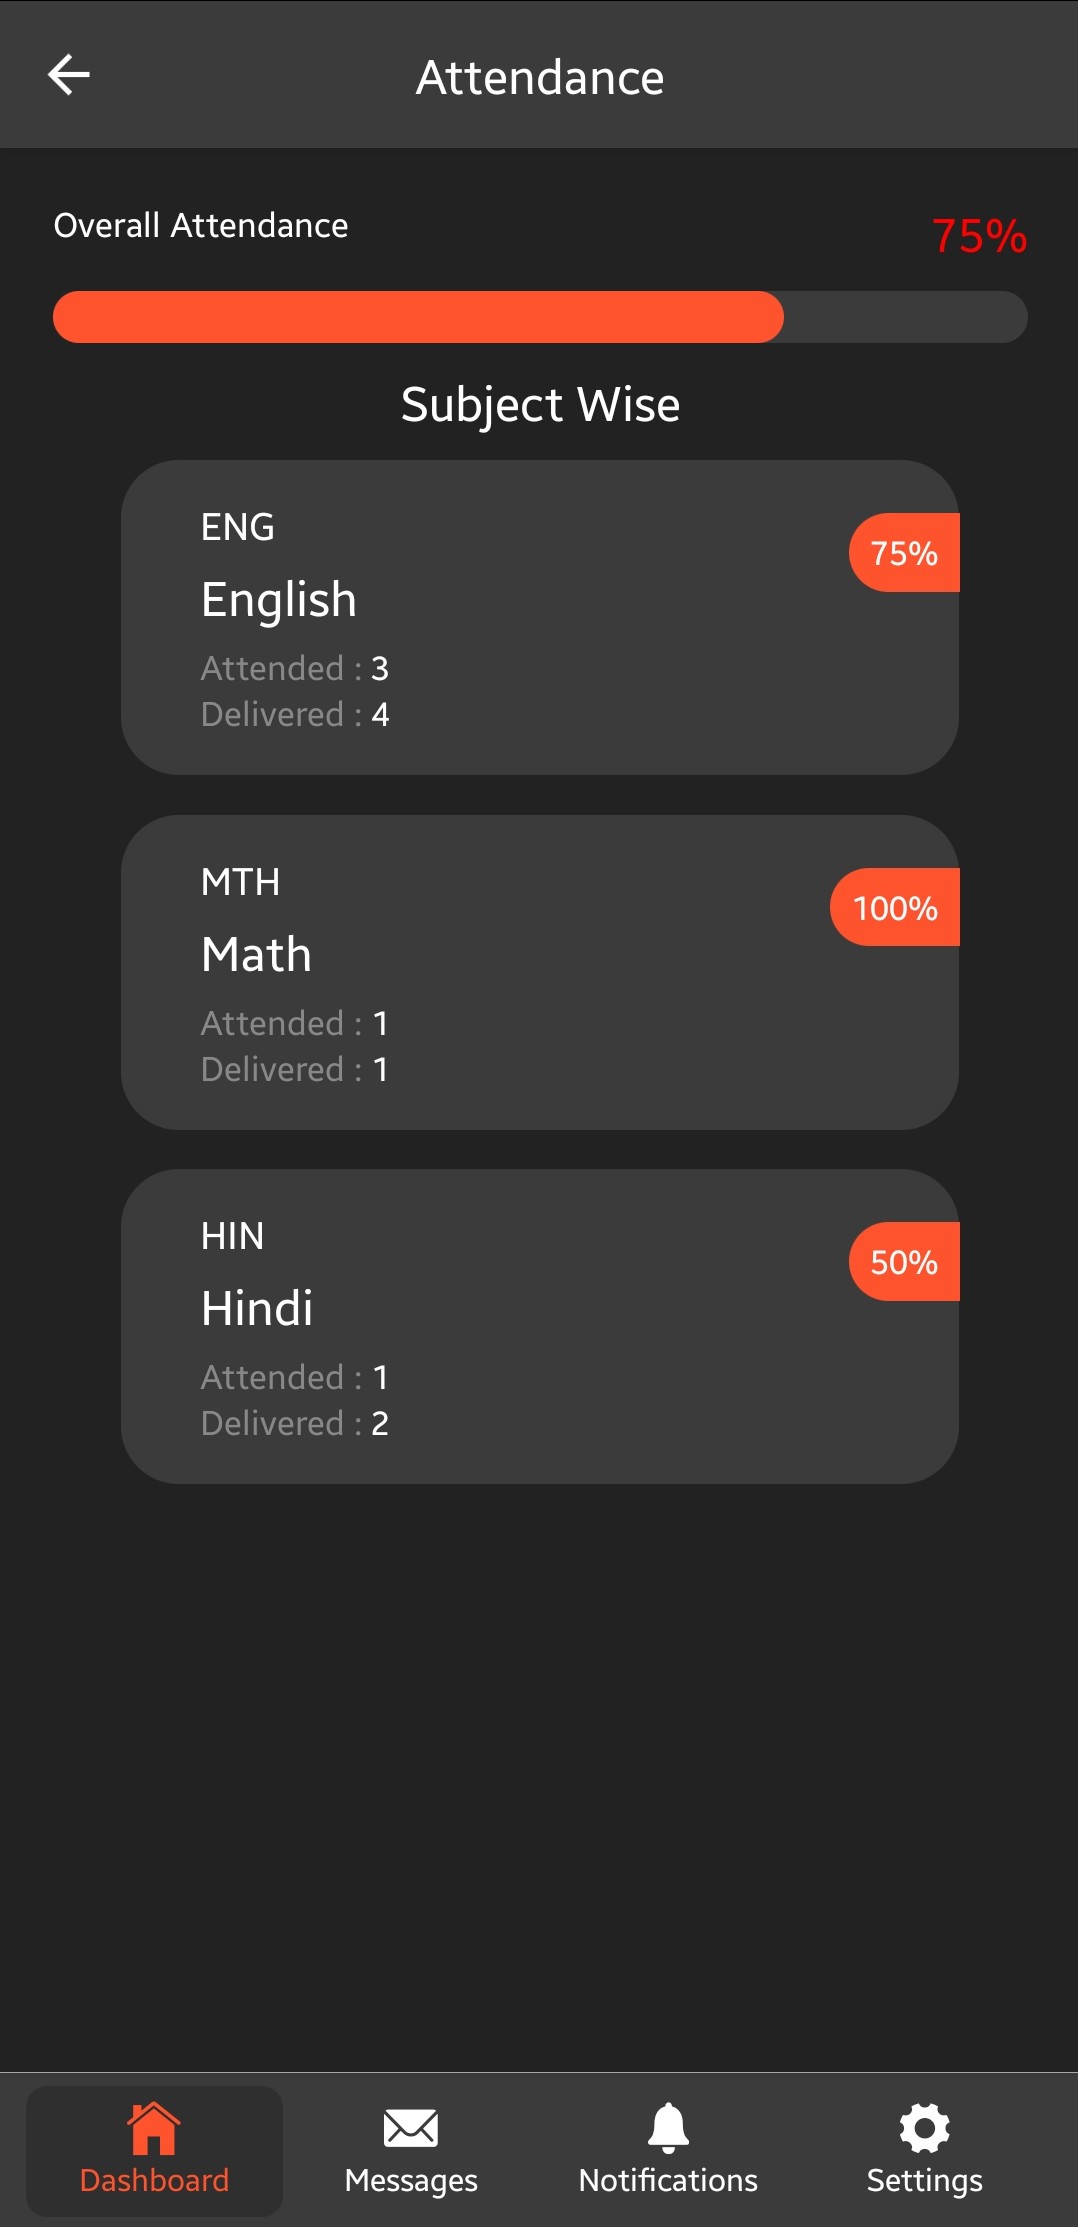 Attendance
Overall Attendance
75%
Subject Wise
ENG
75%
English
Attended : 3
Delivered : 4
MTH
100%
Math
Attended : 1
Delivered : 1
HIN
50%
Hindi
Attended : 1
Delivered : 2
Dashboard
Messages
Notifications
Settings